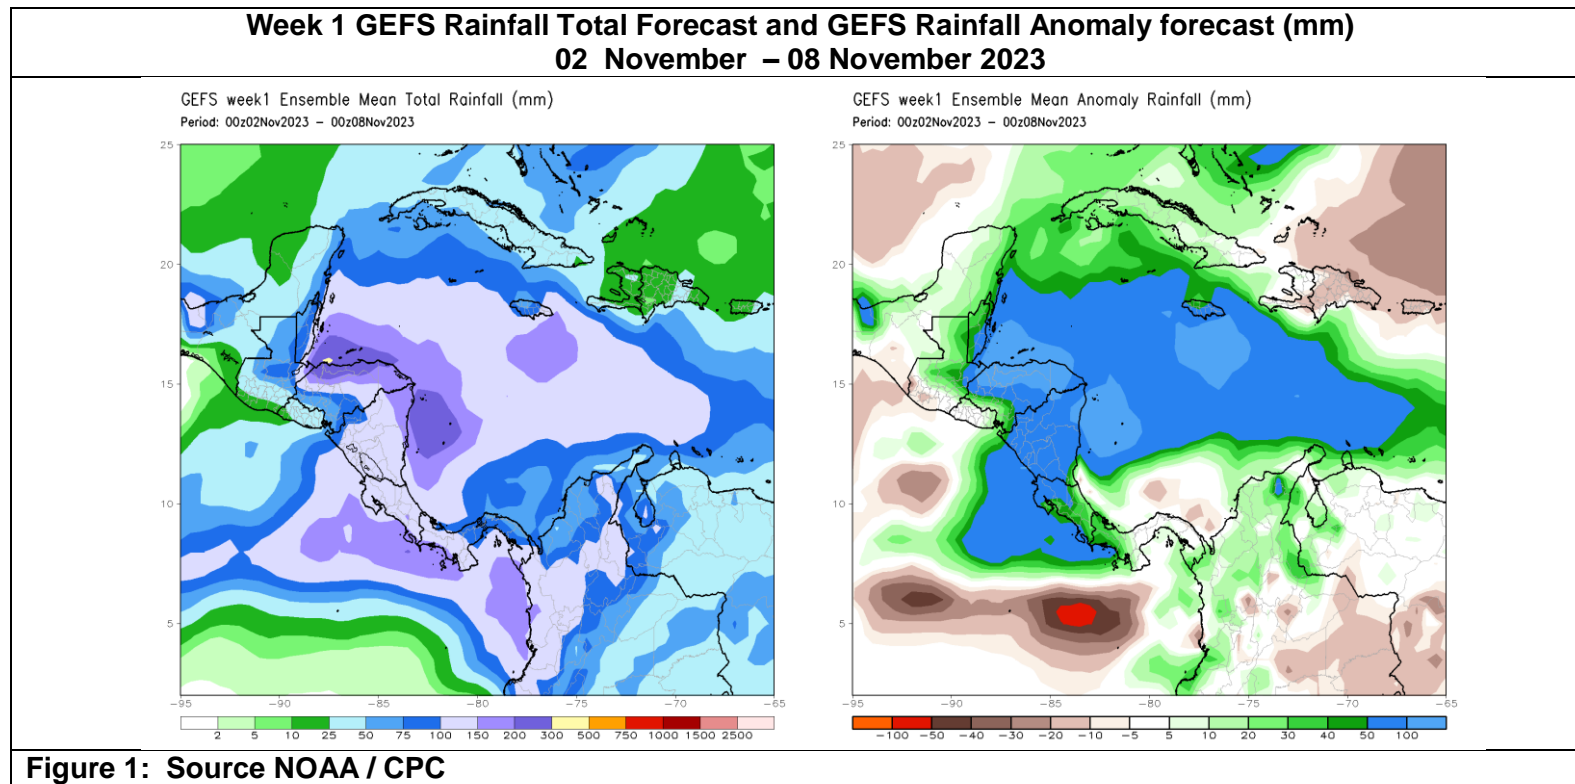 Week 1 GEFS Rainfall Total Forecast and GEFS Rainfall Anomaly forecast (mm)
02 November – 08 November 2023
GEFS week1 Ensemble Mean Total Rainfall (mm)
Period: 00z02Nov2023 – 00z08Nov2023
25
20
15
10
5
−95 −90 −85 −80 −75 −70 −65
2 5 10 25 50 75 100 150 200 300 500 750 1000 1500 2500
GEFS week1 Ensemble Mean Anomaly Rainfall (mm)
Period: 00z02Nov2023 – 00z08Nov2023
25
20
15
10
5
−95 −90 −85 −80 −75 −70 −65
−100 −50 −40 −30 −20 −10 −5 5 10 20 30 40 50 100
Figure 1: Source NOAA / CPC